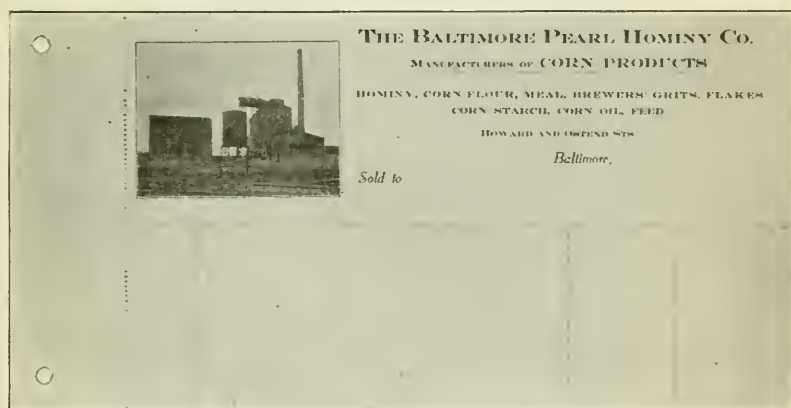 THE BALTIMORE PEARL HOMINY CO.
MANUFACTURERS OF CORN PRODUCTS
HOMINY, CORN FLOUR, MEAL, BREWERS' GRITS, FLAKES
CORN STARCH, CORN OIL, FEED
HOWARD AND OSTEND STS
Baltimore,
Sold to